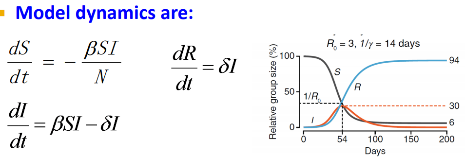 Model dynamics are:
dS/dt = − βSI/N
dR/dt = δI
dI/dt = βSI − δI
R₀ = 3, 1/γ = 14 days
Relative group size (%)
100
50
0
1/R₀
S
R
I
94
30
6
0 54 100 150 200
Days